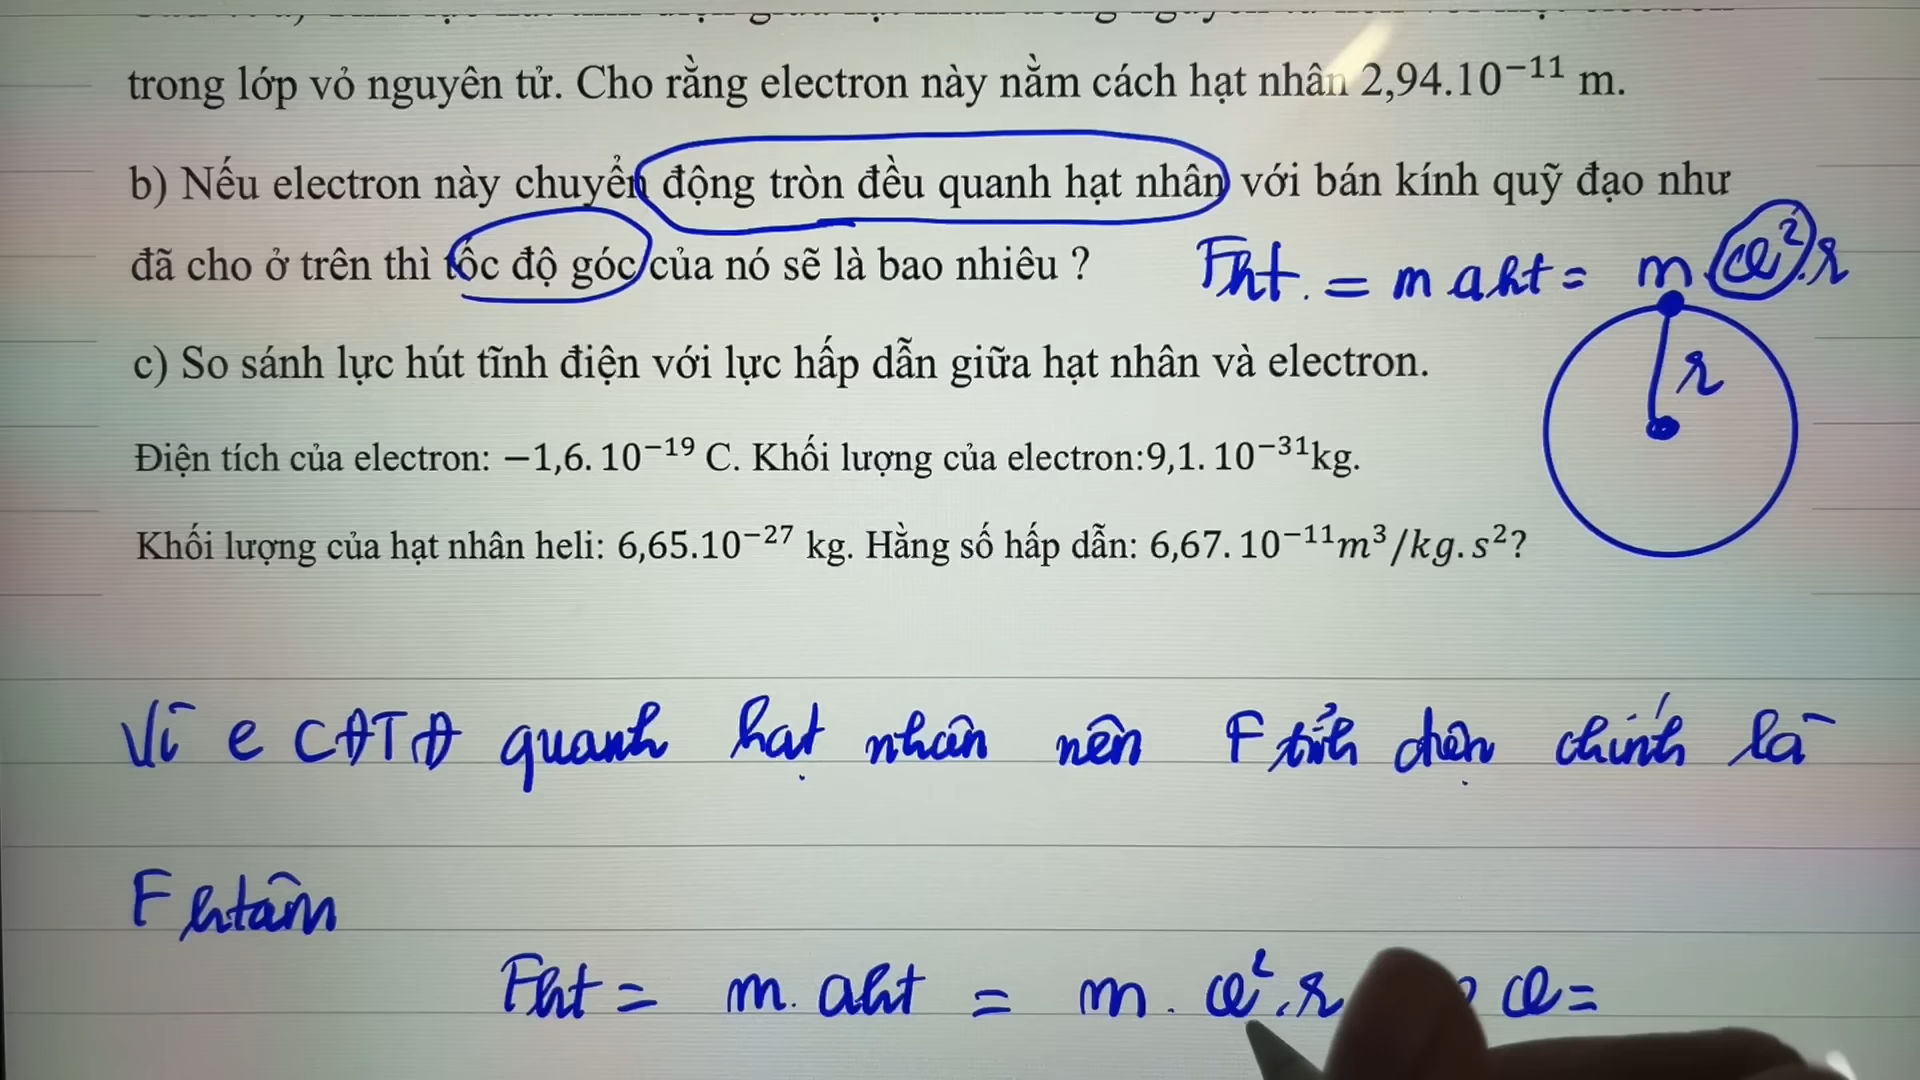 trong lớp vỏ nguyên tử. Cho rằng electron này nằm cách hạt nhân 2,94.10⁻¹¹ m.
b) Nếu electron này chuyển động tròn đều quanh hạt nhân với bán kính quỹ đạo như
đã cho ở trên thì tốc độ góc của nó sẽ là bao nhiêu ?
Fht. = m aht = m.ω².r
r
c) So sánh lực hút tĩnh điện với lực hấp dẫn giữa hạt nhân và electron.
Điện tích của electron: −1,6. 10⁻¹⁹ C. Khối lượng của electron:9,1. 10⁻³¹kg.
Khối lượng của hạt nhân heli: 6,65.10⁻²⁷ kg. Hằng số hấp dẫn: 6,67. 10⁻¹¹m³/kg. s²?
Vì e CĐTĐ quanh hạt nhân nên F tĩnh điện chính là
F htâm
Fht = m. aht = m . ω².r ω =